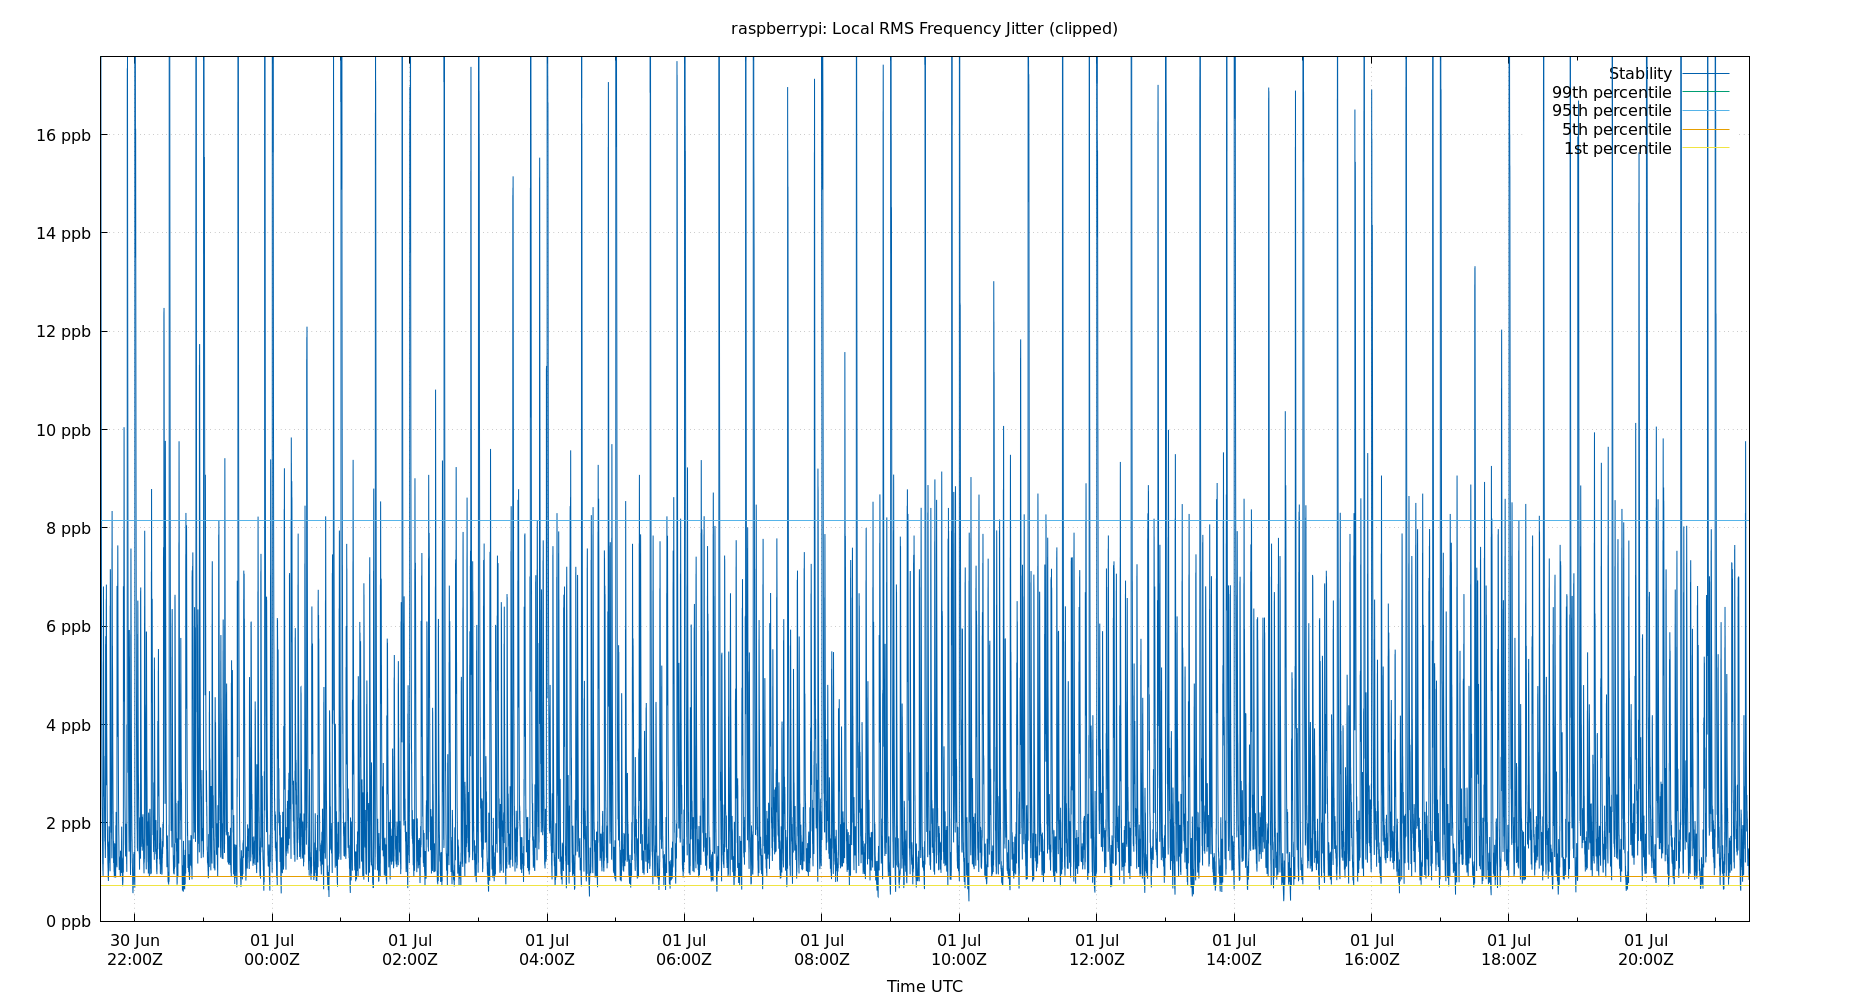 raspberrypi: Local RMS Frequency Jitter (clipped)
Stability
99th percentile
95th percentile
5th percentile
1st percentile
16 ppb
14 ppb
12 ppb
10 ppb
8 ppb
6 ppb
4 ppb
2 ppb
0 ppb
30 Jun 01 Jul 01 Jul 01 Jul 01 Jul 01 Jul 01 Jul 01 Jul 01 Jul 01 Jul 01 Jul 01 Jul
22:00Z 00:00Z 02:00Z 04:00Z 06:00Z 08:00Z 10:00Z 12:00Z 14:00Z 16:00Z 18:00Z 20:00Z
Time UTC